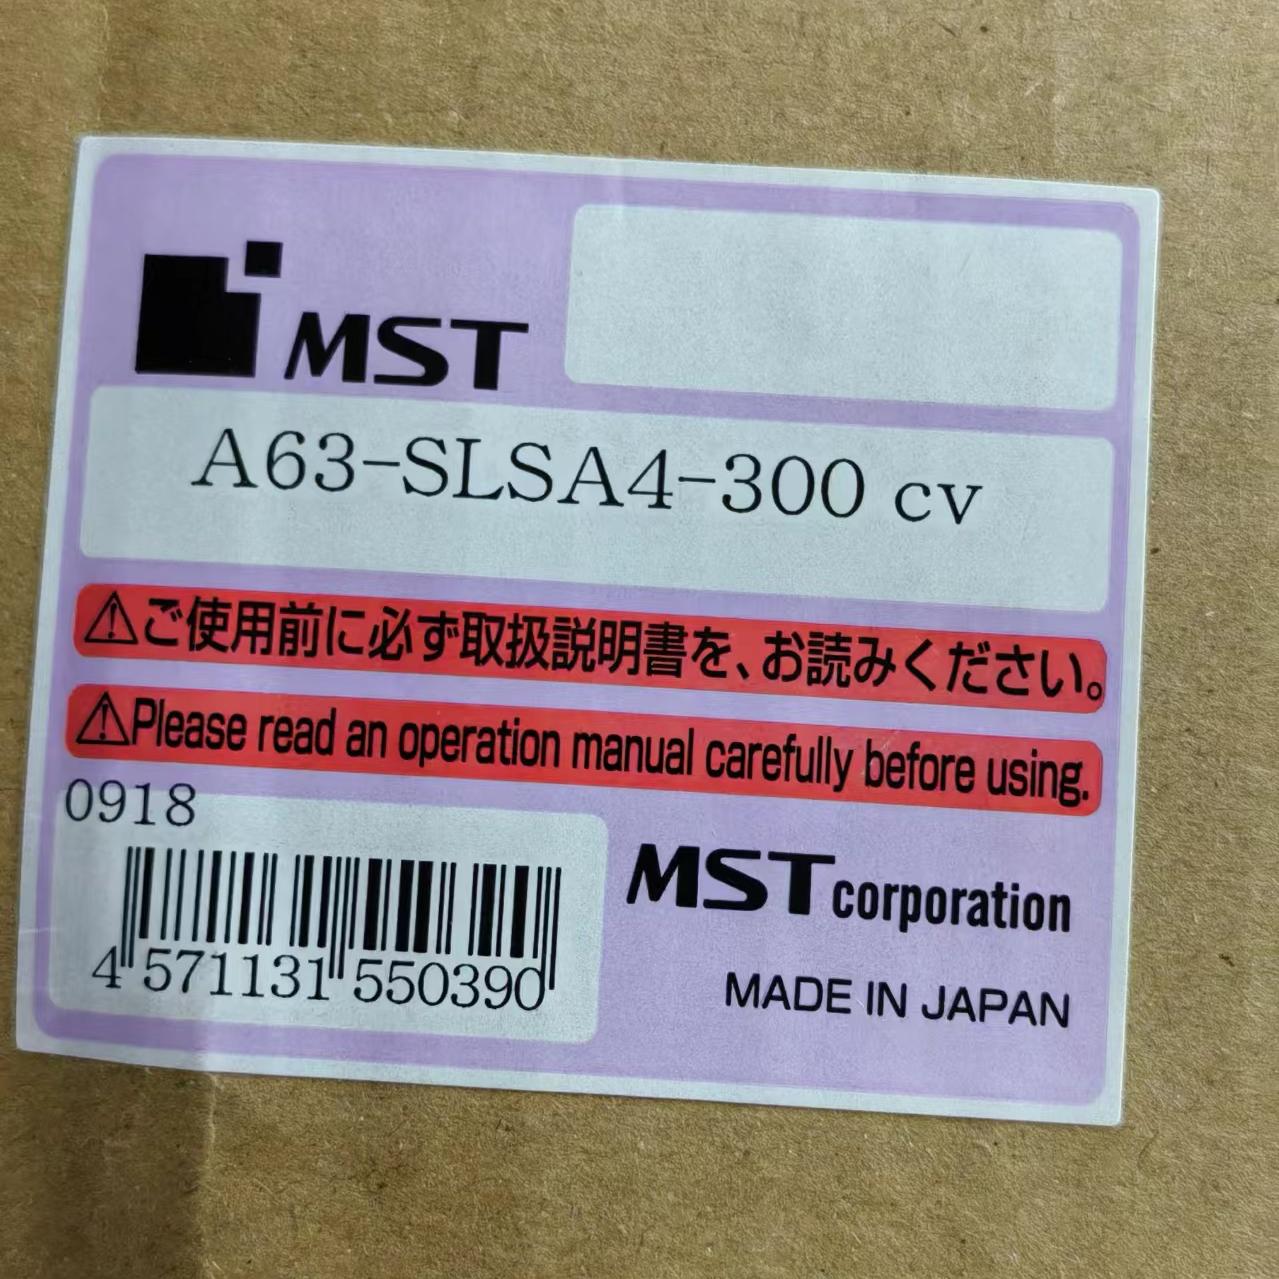 MST
A63-SLSA4-300 cv
⚠ご使用前に必ず取扱説明書を、お読みください。
⚠Please read an operation manual carefully before using.
0918
4 571131 550390
MST corporation
MADE IN JAPAN